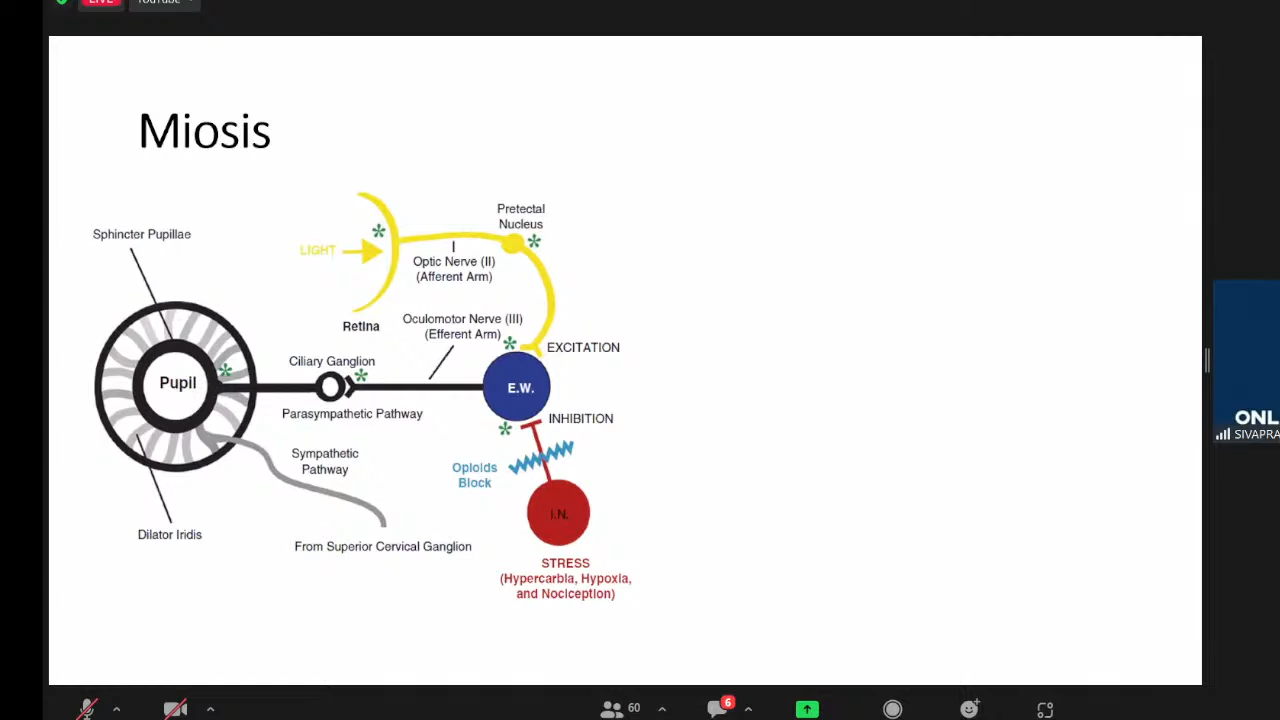 LIVE
YouTube
Miosis
Pretectal
Nucleus
Sphincter Pupillae
LIGHT
Optic Nerve (II)
(Afferent Arm)
Retina
Oculomotor Nerve (III)
(Efferent Arm)
EXCITATION
Ciliary Ganglion
Pupil
E.W.
Parasympathetic Pathway
INHIBITION
Sympathetic
Pathway
Opioids
Block
I.N.
Dilator Iridis
From Superior Cervical Ganglion
STRESS
(Hypercarbia, Hypoxia,
and Nociception)
ONL
SIVAPRA
60
6